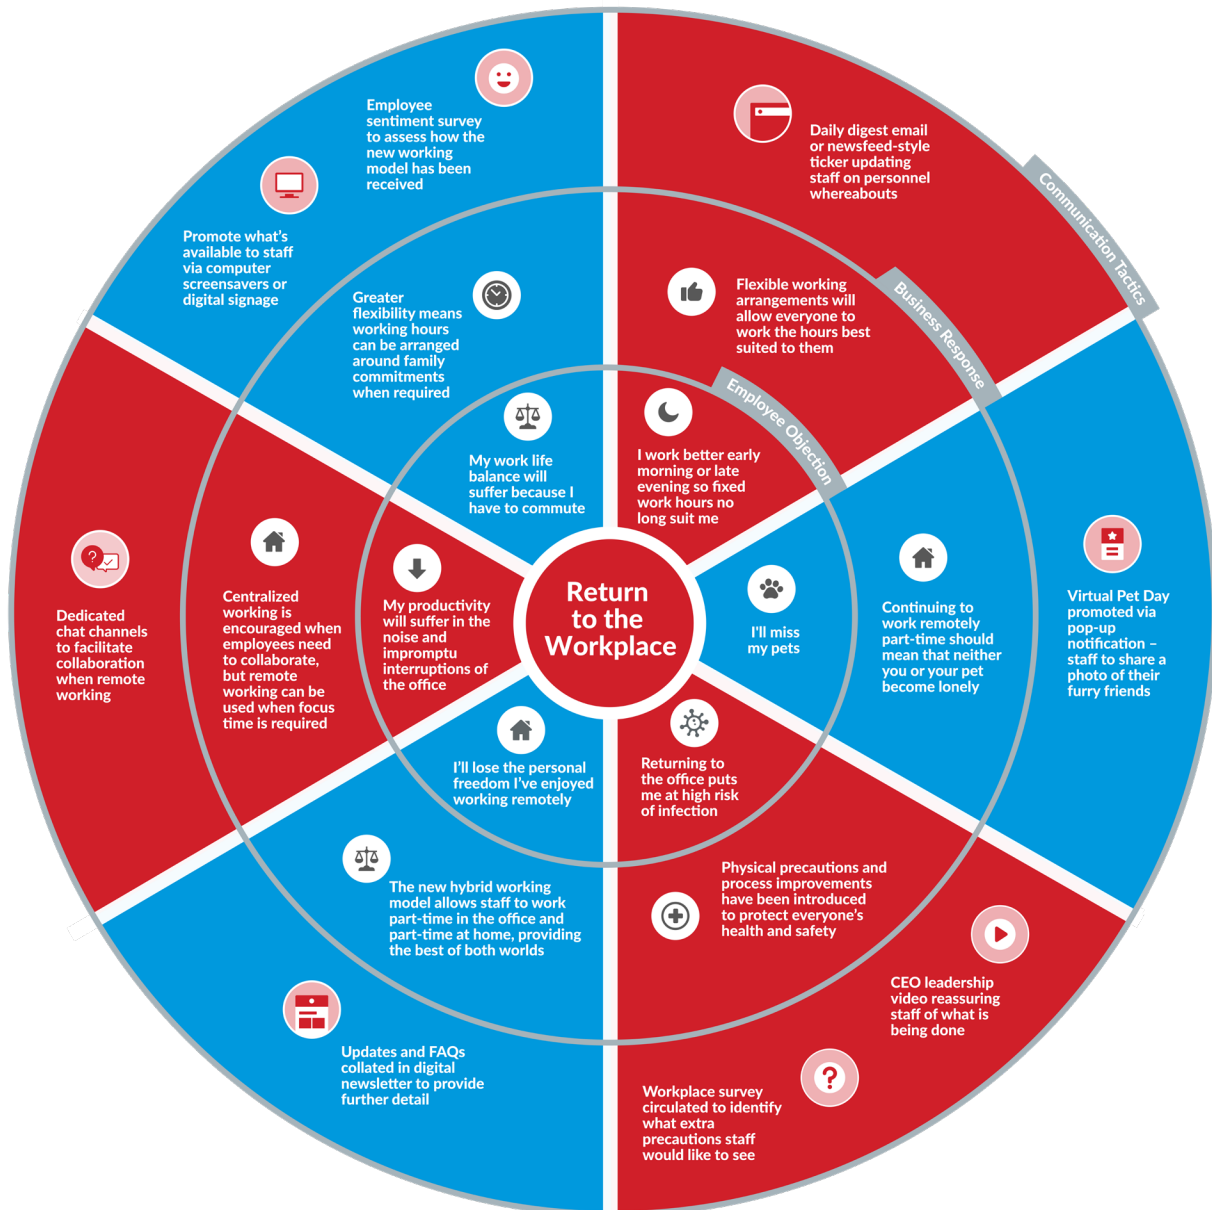 Return
to the
Workplace
Employee Objection
Business Response
Communication Tactics
I work better early
morning or late
evening so fixed
work hours no
long suit me
Flexible working
arrangements will
allow everyone to
work the hours best
suited to them
Daily digest email
or newsfeed-style
ticker updating
staff on personnel
whereabouts
I'll miss
my pets
Continuing to
work remotely
part-time should
mean that neither
you or your pet
become lonely
Virtual Pet Day
promoted via
pop-up
notification –
staff to share a
photo of their
furry friends
Returning to
the office puts
me at high risk
of infection
Physical precautions and
process improvements
have been introduced
to protect everyone's
health and safety
CEO leadership
video reassuring
staff of what is
being done
Workplace survey
circulated to identify
what extra
precautions staff
would like to see
I'll lose the personal
freedom I've enjoyed
working remotely
The new hybrid working
model allows staff to work
part-time in the office and
part-time at home, providing
the best of both worlds
Updates and FAQs
collated in digital
newsletter to provide
further detail
My productivity
will suffer in the
noise and
impromptu
interruptions of
the office
Centralized
working is
encouraged when
employees need
to collaborate,
but remote
working can be
used when focus
time is required
Dedicated
chat channels
to facilitate
collaboration
when remote
working
My work life
balance will
suffer because I
have to commute
Greater
flexibility means
working hours
can be arranged
around family
commitments
when required
Employee
sentiment survey
to assess how the
new working
model has been
received
Promote what's
available to staff
via computer
screensavers or
digital signage